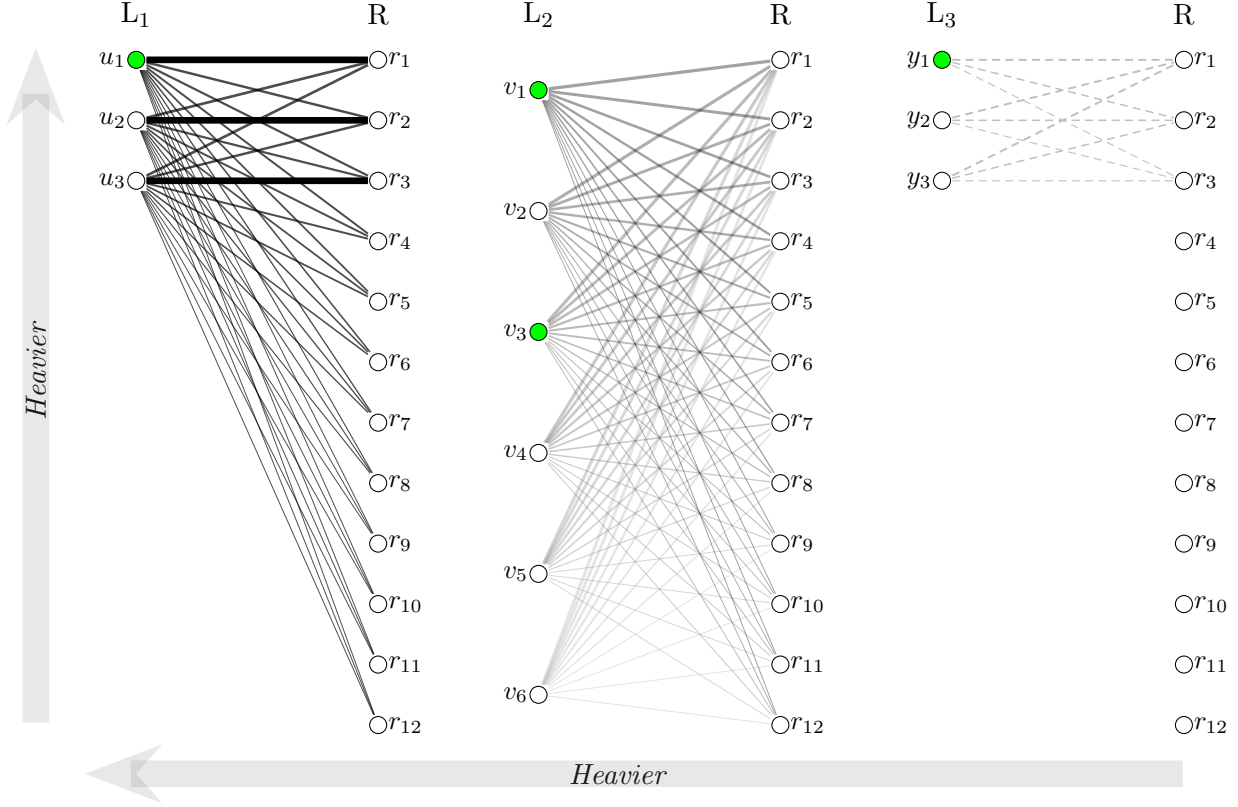 L₁ R L₂ R L₃ R
u₁ r₁ r₁ y₁ r₁
v₁
u₂ r₂ r₂ y₂ r₂
u₃ r₃ r₃ y₃ r₃
v₂
r₄ r₄ r₄
r₅ r₅ r₅
v₃
r₆ r₆ r₆
Heavier
r₇ r₇ r₇
v₄
r₈ r₈ r₈
r₉ r₉ r₉
v₅
r₁₀ r₁₀ r₁₀
r₁₁ r₁₁ r₁₁
v₆
r₁₂ r₁₂ r₁₂
Heavier